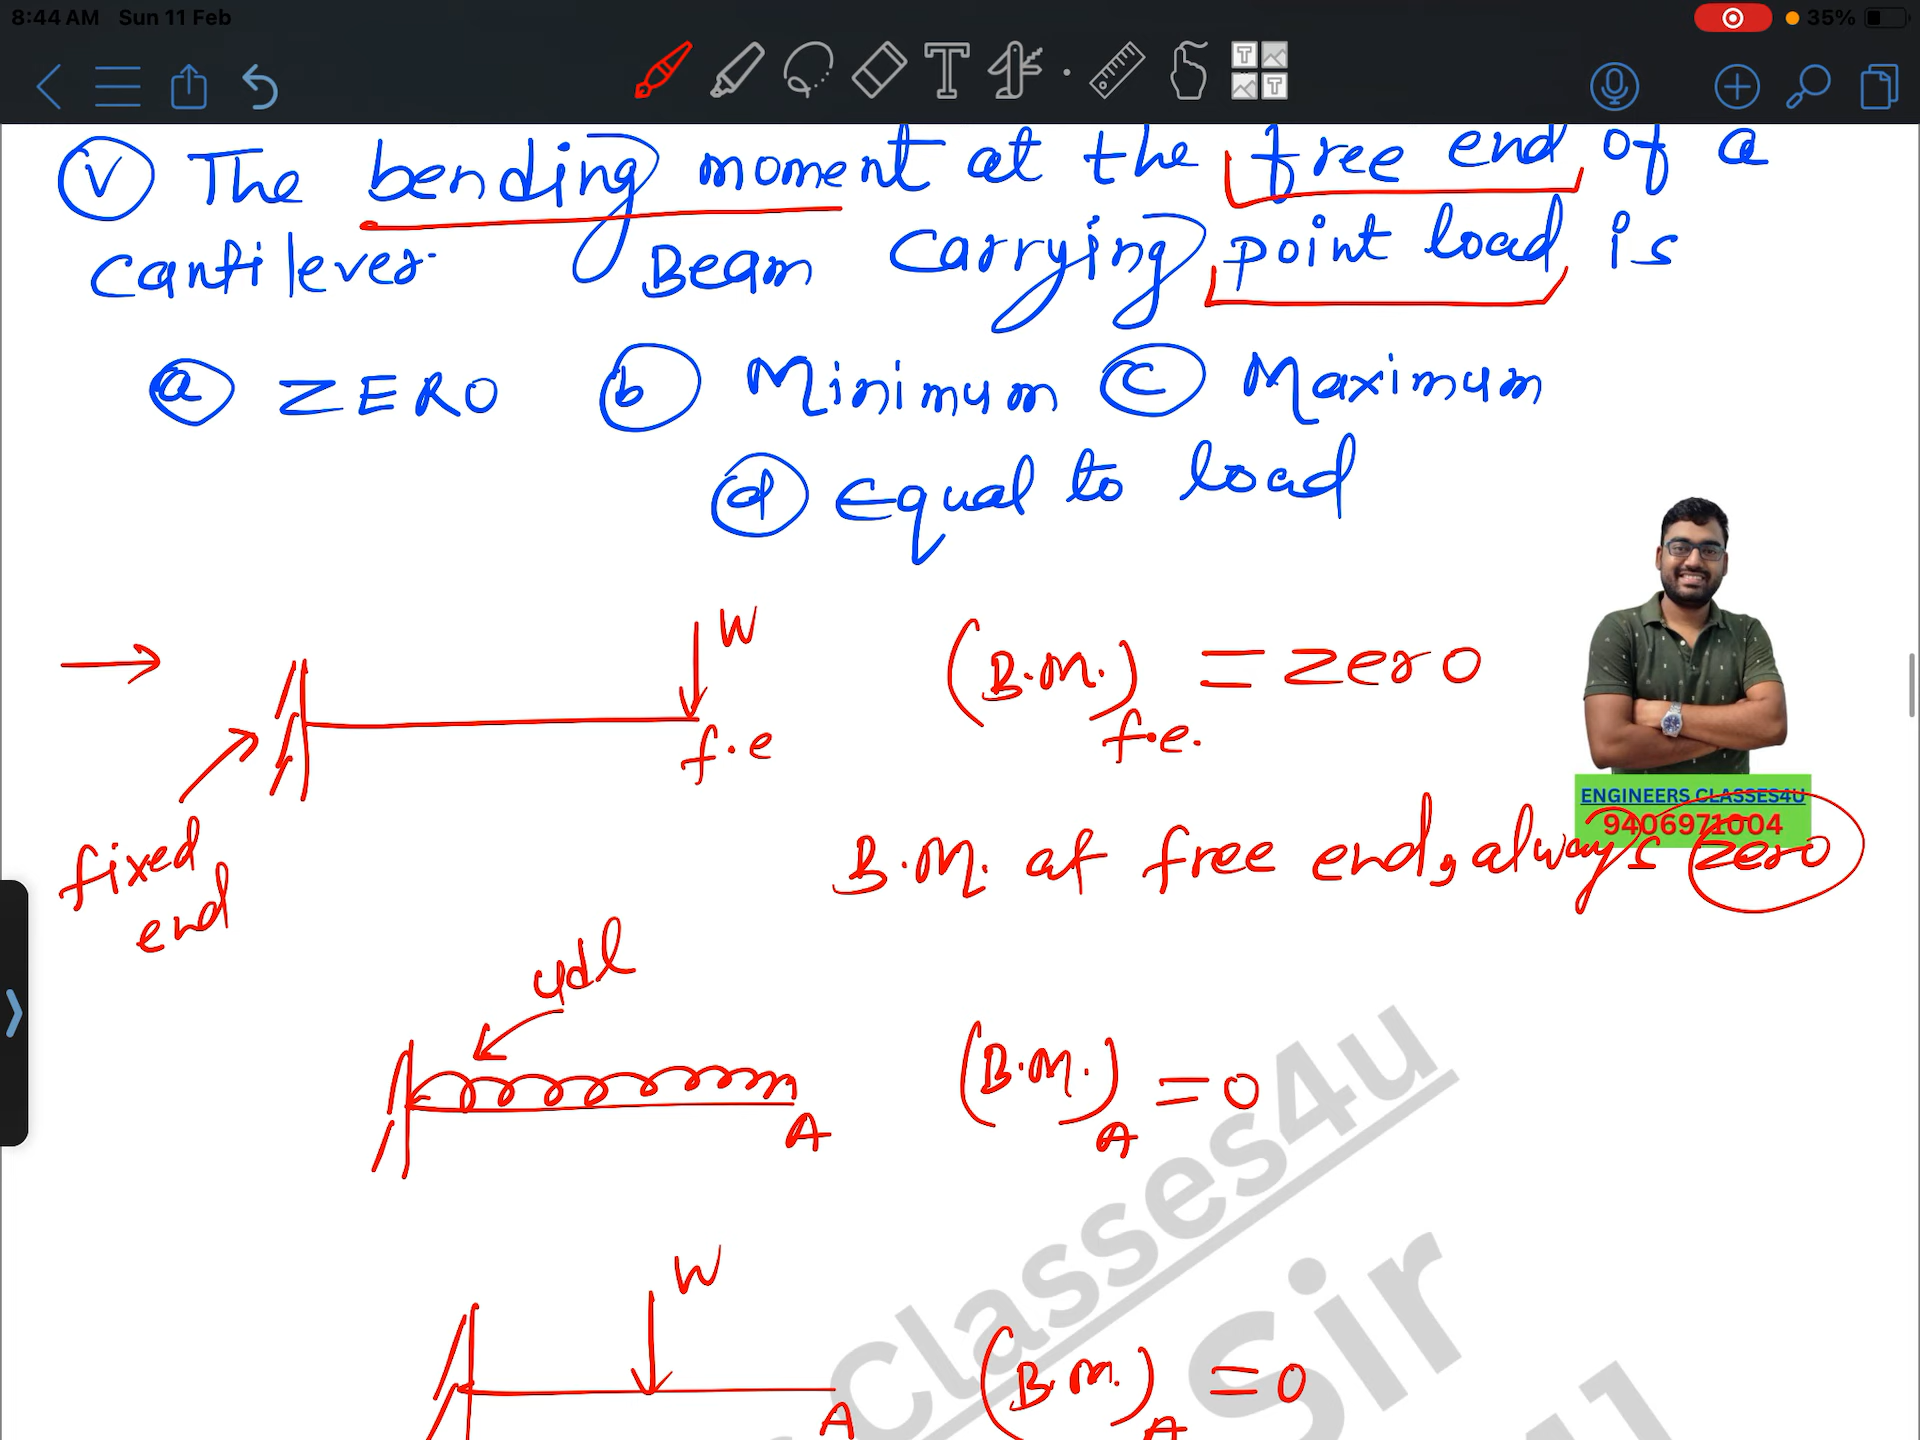 8:44 AM Sun 11 Feb
35%
(v) The bending moment at the free end of a
cantilever Beam carrying point load is
(a) ZERO (b) Minimum (c) Maximum
(d) Equal to load
W
f.e
fixed
end
(B.M.) = zero
f.e.
ENGINEERS CLASSES4U
9406971004
B.M. at free end, always zero
udl
A
(B.M.) = 0
A
W
A
(B.M.) = 0
A
Classes4u
Sir